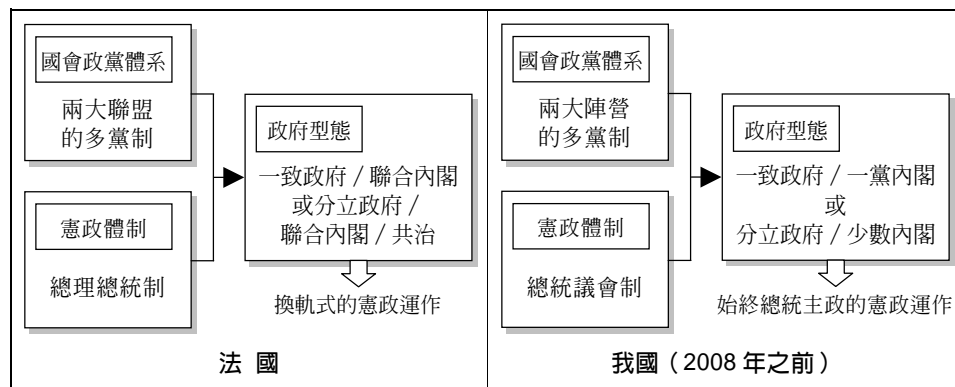 國會政黨體系
兩大聯盟
的多黨制
憲政體制
總理總統制
政府型態
一致政府 / 聯合內閣
或分立政府 /
聯合內閣 / 共治
換軌式的憲政運作
法 國
國會政黨體系
兩大陣營
的多黨制
憲政體制
總統議會制
政府型態
一致政府 / 一黨內閣
或
分立政府 / 少數內閣
始終總統主政的憲政運作
我國（2008 年之前）